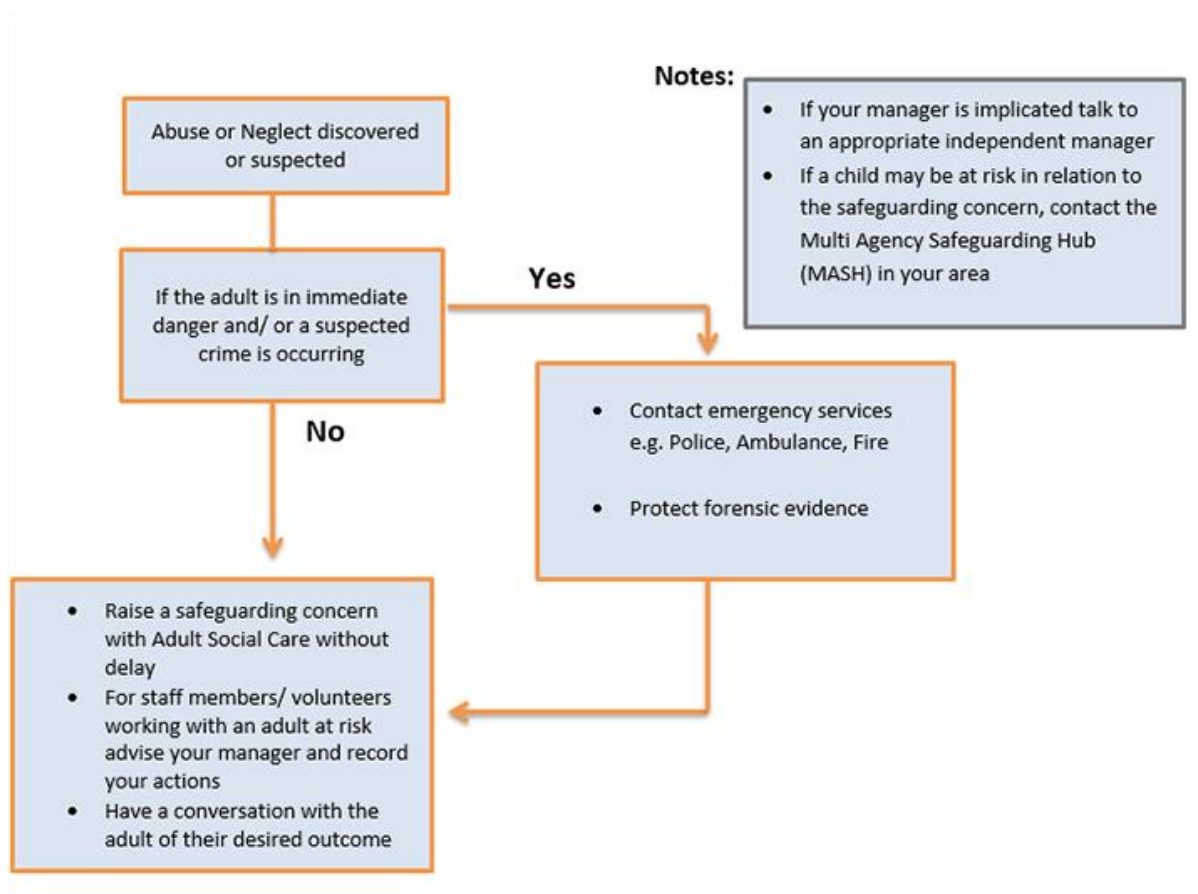 Notes:
Abuse or Neglect discovered
or suspected
• If your manager is implicated talk to
an appropriate independent manager
• If a child may be at risk in relation to
the safeguarding concern, contact the
Multi Agency Safeguarding Hub
(MASH) in your area
If the adult is in immediate
danger and/ or a suspected
crime is occurring
Yes
No
• Contact emergency services
e.g. Police, Ambulance, Fire
• Protect forensic evidence
• Raise a safeguarding concern
with Adult Social Care without
delay
• For staff members/ volunteers
working with an adult at risk
advise your manager and record
your actions
• Have a conversation with the
adult of their desired outcome